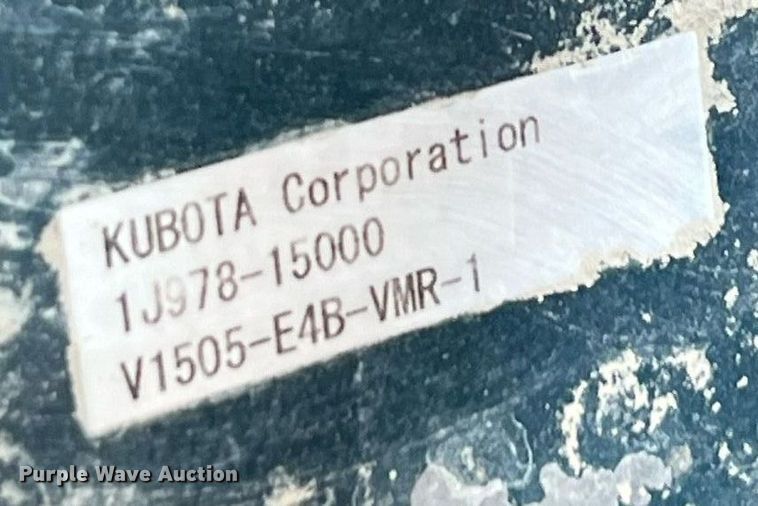 KUBOTA Corporation
1J978-15000
V1505-E4B-VMR-1
Purple Wave Auction